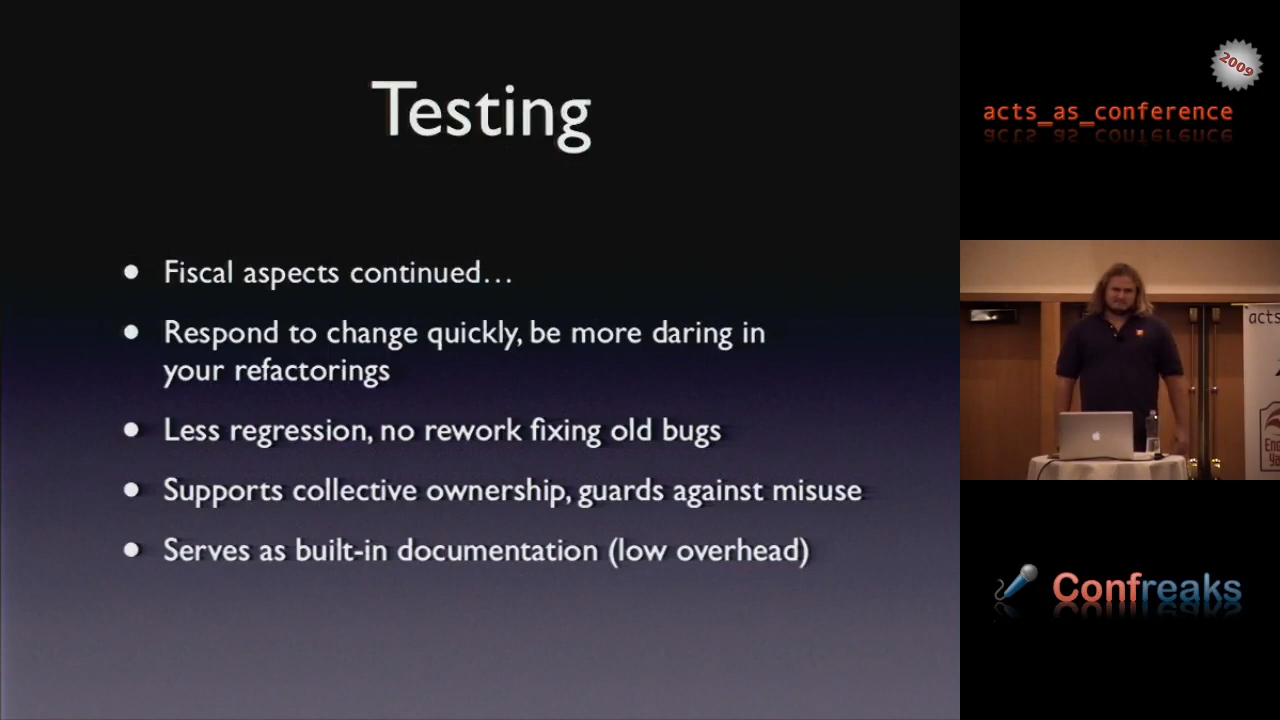 Testing
Fiscal aspects continued…
Respond to change quickly, be more daring in
your refactorings
Less regression, no rework fixing old bugs
Supports collective ownership, guards against misuse
Serves as built-in documentation (low overhead)
2009
acts_as_conference
acts
Confreaks